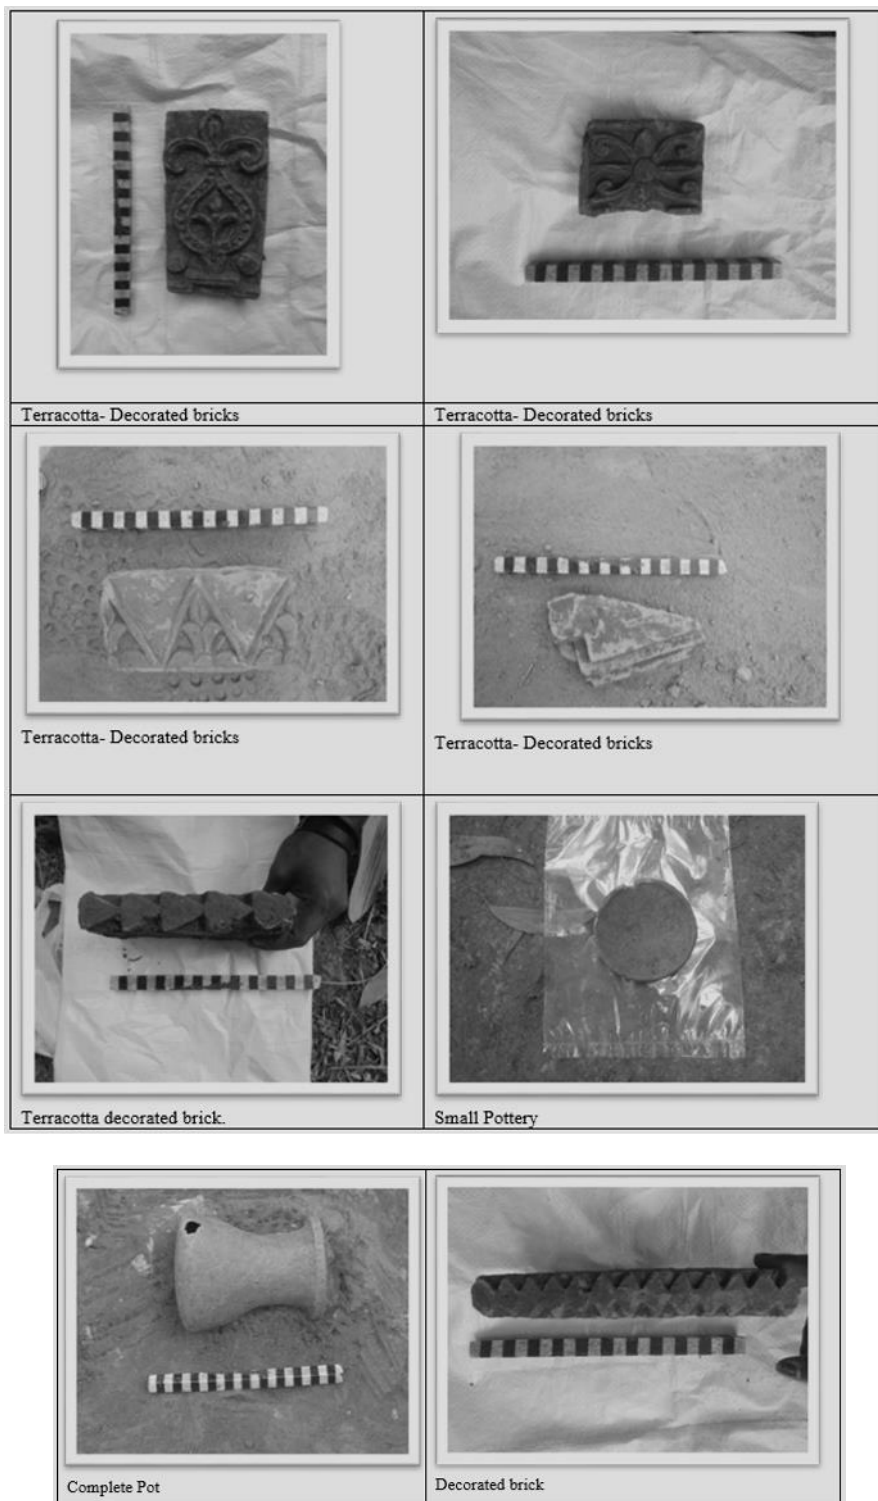 Terracotta- Decorated bricks
Terracotta- Decorated bricks
Terracotta- Decorated bricks
Terracotta- Decorated bricks
Terracotta decorated brick.
Small Pottery
Complete Pot
Decorated brick